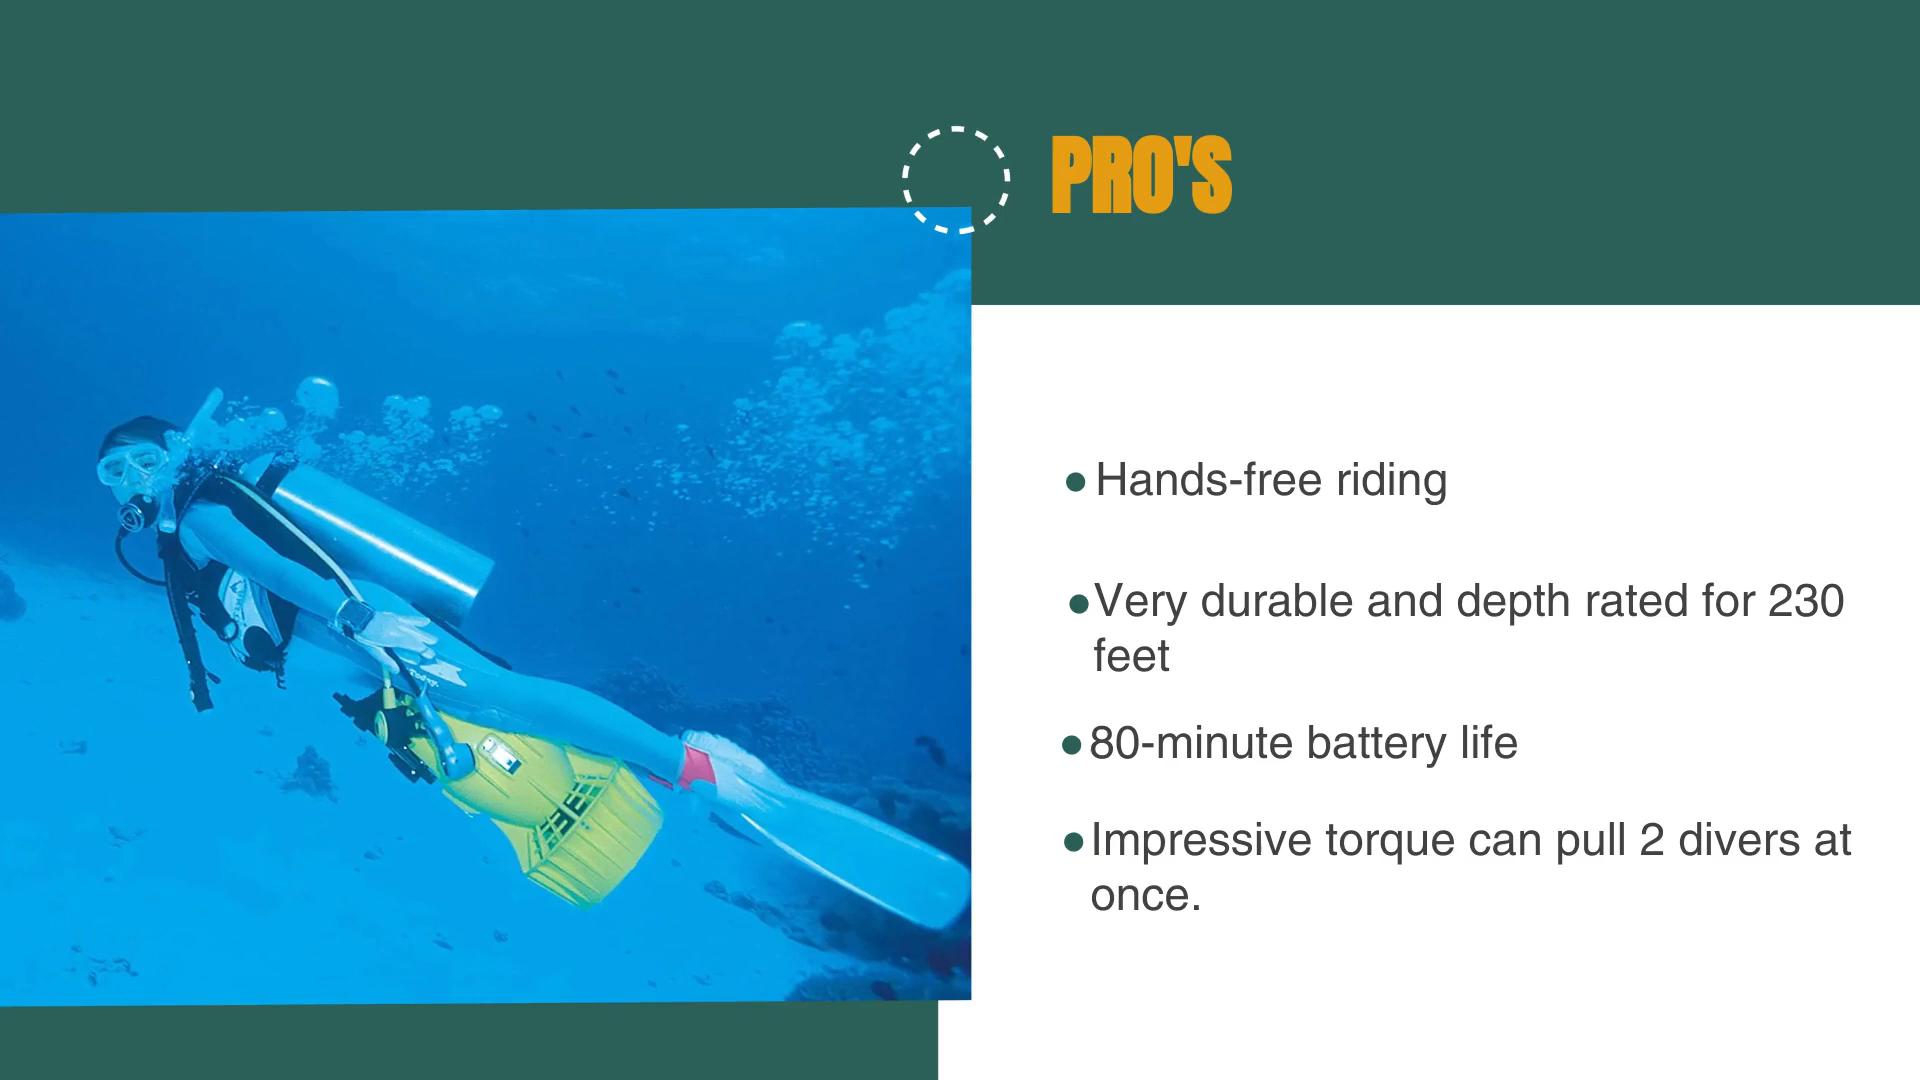 PRO'S
Hands-free riding
Very durable and depth rated for 230
feet
80-minute battery life
Impressive torque can pull 2 divers at
once.